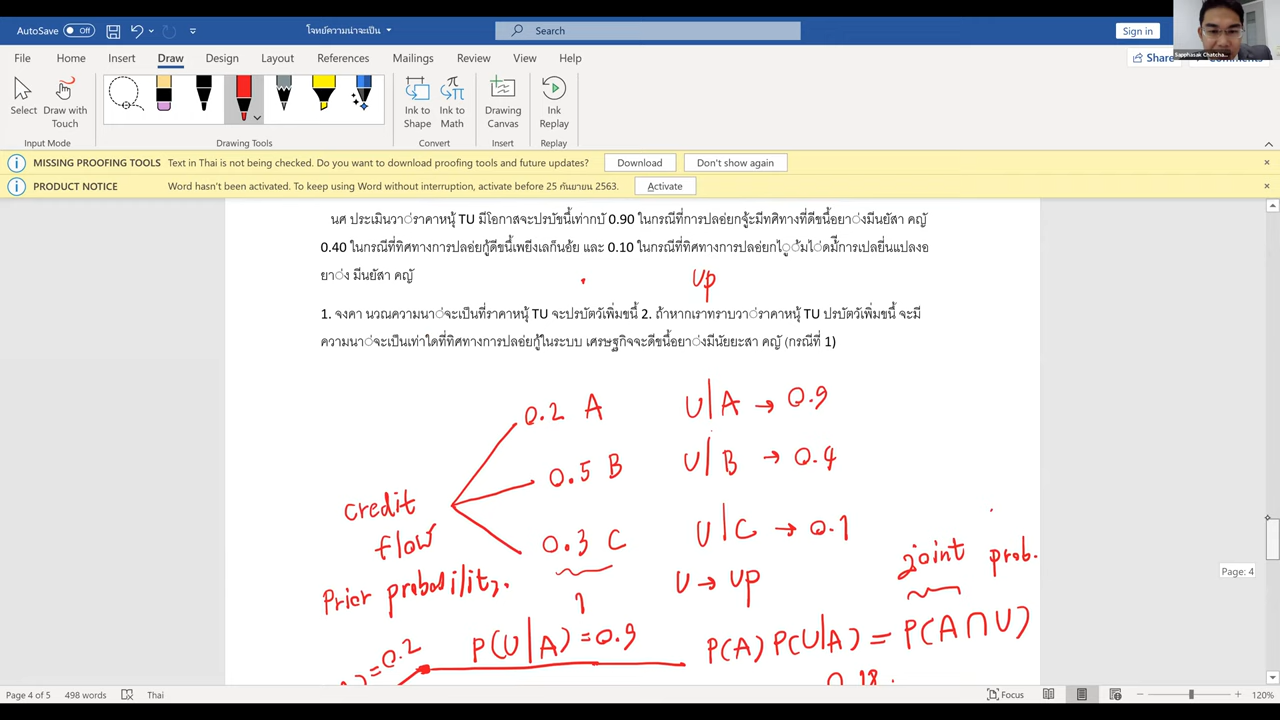 AutoSave Off โจทย์ความน่าจะเป็น Search Sign in
Sapphasak Chatcha...
File Home Insert Draw Design Layout References Mailings Review View Help Share Comments
Select Draw with Touch Ink to Shape Ink to Math Drawing Canvas Ink Replay
Input Mode Drawing Tools Convert Insert Replay
MISSING PROOFING TOOLS Text in Thai is not being checked. Do you want to download proofing tools and future updates? Download Don't show again
PRODUCT NOTICE Word hasn't been activated. To keep using Word without interruption, activate before 25 กันยายน 2563. Activate
นศ ประเมินวา่ราคาหนุ้ TU มีโอกาสจะปรบัขนี้เท่ากบั 0.90 ในกรณีที่การปลอ่ยกจู้ะมีทศิทางที่ดีขนี้อยา่งมีนยัสา คญั
0.40 ในกรณีที่ทิศทางการปลอ่ยกู้ดีขนี้เพยีงเลก็นอ้ย และ 0.10 ในกรณีที่ทิศทางการปลอ่ย
ยา่ง มีนยัสา คญั
Up
1. จงคา นวณความนา่จะเป็นที่ราคาหนุ้ TU จะปรบัตวัเพิ่มขนี้ 2. ถ้าหากเราทราบวา่ราคาหนุ้ TU ปรบัตวัเพิ่มขนี้ จะมี
ความนา่จะเป็นเท่าใดที่ทิศทางการปลอ่ยกู้ในระบบ เศรษฐกิจจะดีขนี้อยา่งมีนัยยะสา คญั (กรณีที่ 1)
0.2 A U|A → 0.9
0.5 B U|B → 0.4
credit
flow
0.3 C U|C → 0.1
joint prob.
Prior probability. U → up
1
P(U|A) = 0.9 P(A) P(U|A) = P(A∩U)
= 0.2
0.18
Page: 4
Page 4 of 5 498 words Thai Focus 120%